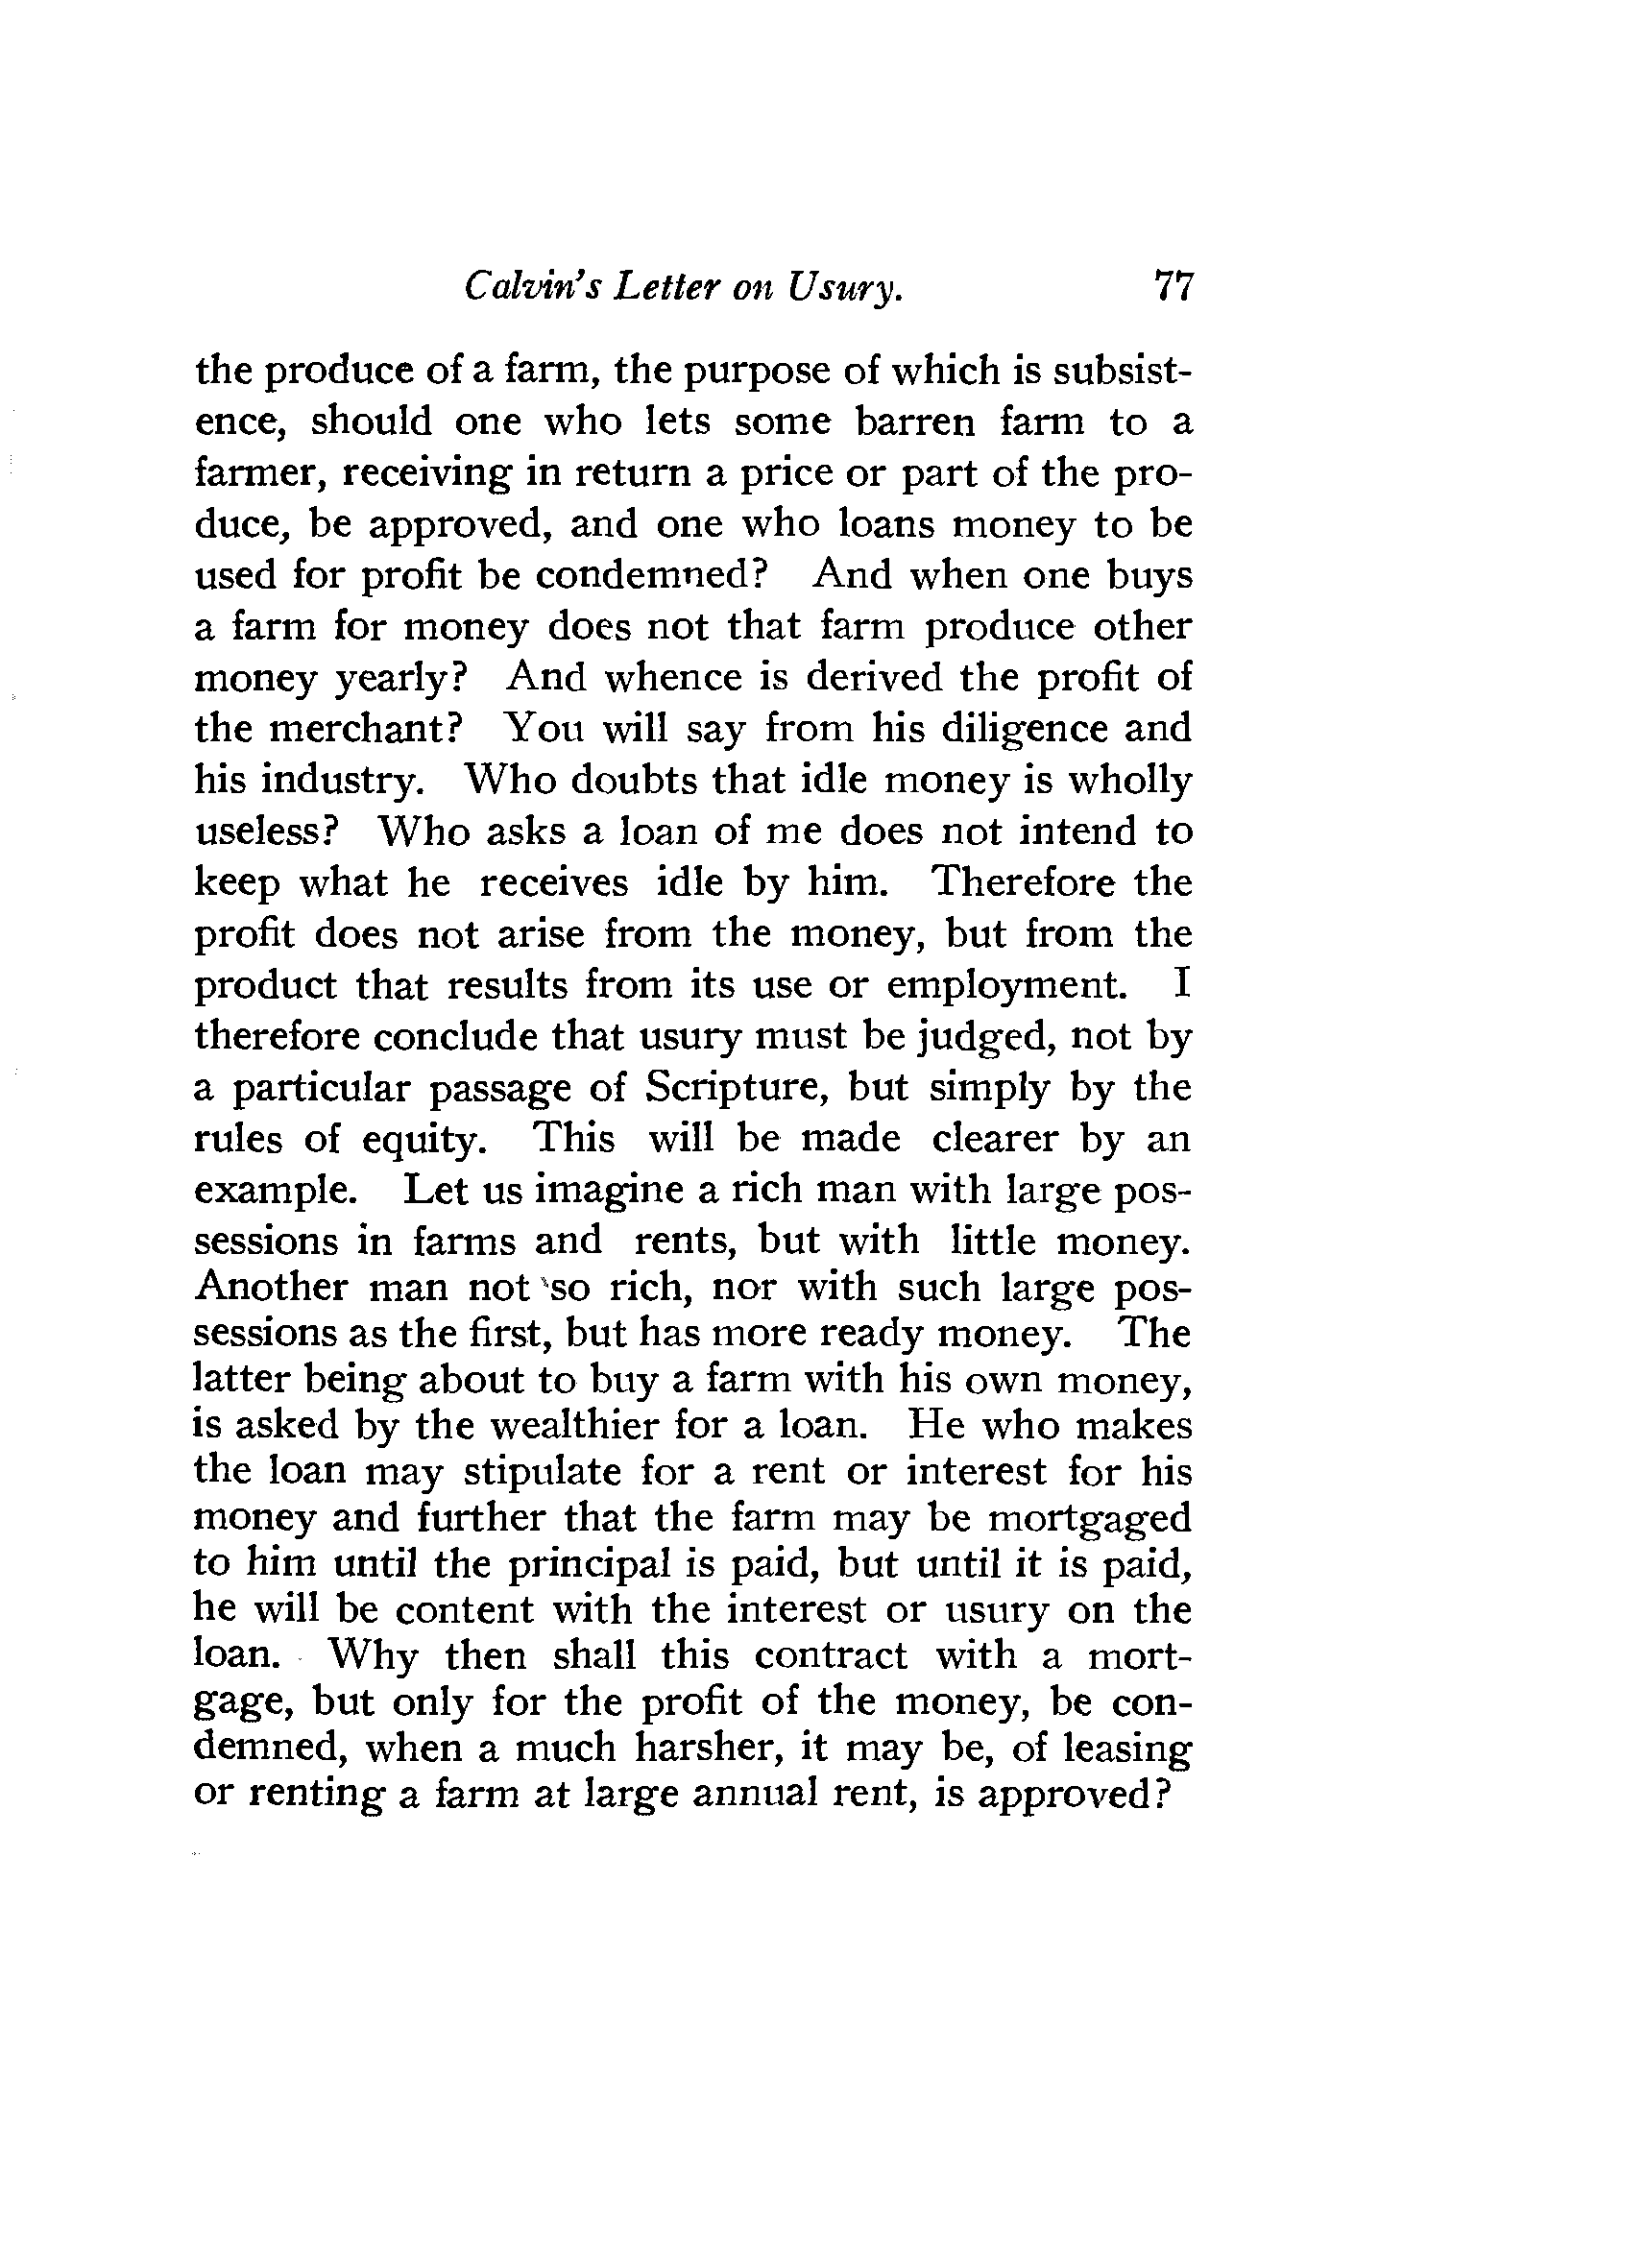 Calvin's Letter on Usury. 77
the produce of a farm, the purpose of which is subsist-
ence, should one who lets some barren farm to a
farmer, receiving in return a price or part of the pro-
duce, be approved, and one who loans money to be
used for profit be condemned? And when one buys
a farm for money does not that farm produce other
money yearly? And whence is derived the profit of
the merchant? You will say from his diligence and
his industry. Who doubts that idle money is wholly
useless? Who asks a loan of me does not intend to
keep what he receives idle by him. Therefore the
profit does not arise from the money, but from the
product that results from its use or employment. I
therefore conclude that usury must be judged, not by
a particular passage of Scripture, but simply by the
rules of equity. This will be made clearer by an
example. Let us imagine a rich man with large pos-
sessions in farms and rents, but with little money.
Another man not so rich, nor with such large pos-
sessions as the first, but has more ready money. The
latter being about to buy a farm with his own money,
is asked by the wealthier for a loan. He who makes
the loan may stipulate for a rent or interest for his
money and further that the farm may be mortgaged
to him until the principal is paid, but until it is paid,
he will be content with the interest or usury on the
loan. Why then shall this contract with a mort-
gage, but only for the profit of the money, be con-
demned, when a much harsher, it may be, of leasing
or renting a farm at large annual rent, is approved?